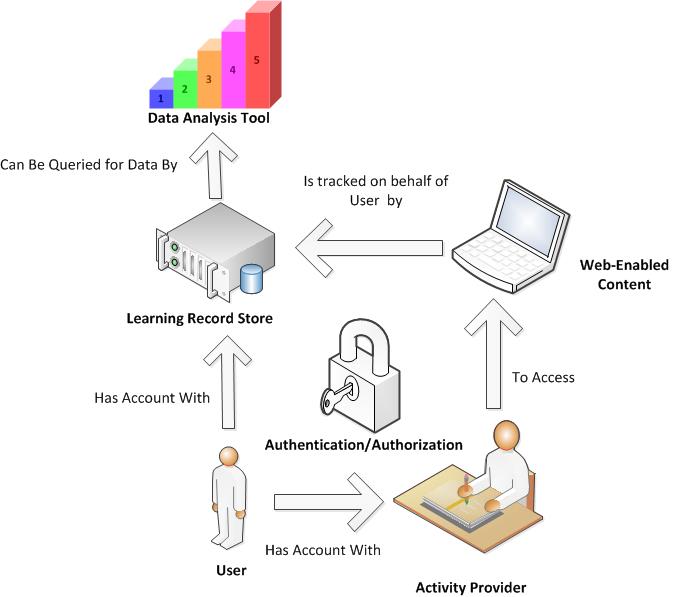 1
2
3
4
5
Data Analysis Tool
Can Be Queried for Data By
Is tracked on behalf of
User by
Web-Enabled
Content
Learning Record Store
To Access
Has Account With
Authentication/Authorization
Has Account With
User
Activity Provider